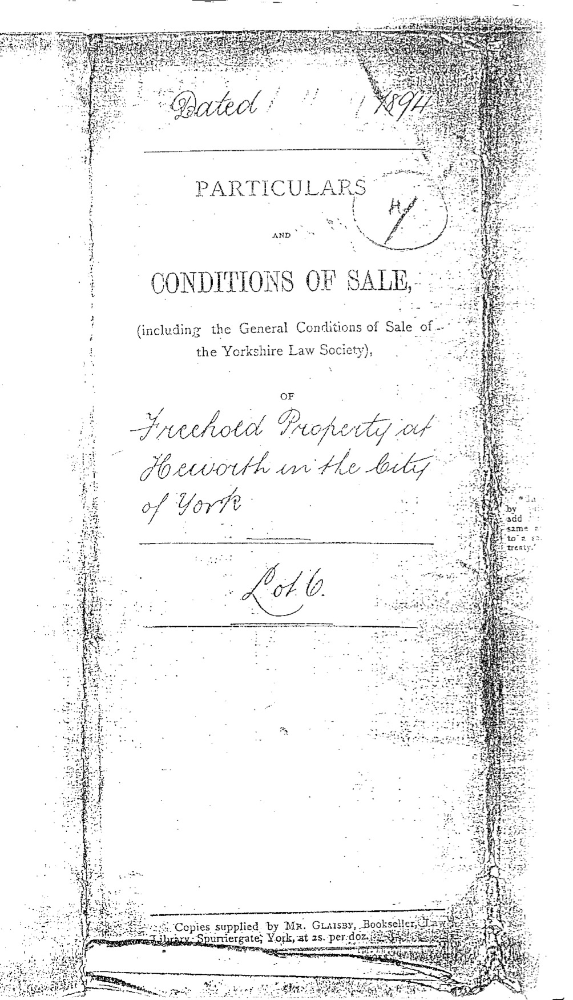 Dated 1894
PARTICULARS
AND
CONDITIONS OF SALE,
(including the General Conditions of Sale of
the Yorkshire Law Society),
OF
Freehold Property at
Heworth in the City
of York
Lot 6.
by
add
same
to a
treaty.
Copies supplied by MR. GLAISBY, Bookseller, Law
Library, Spurriergate, York, at 2s. per doz.